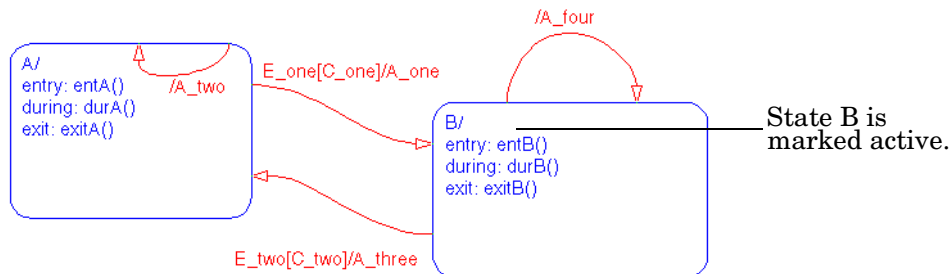 /A_four
A/
entry: entA()
during: durA()
exit: exitA()
/A_two
E_one[C_one]/A_one
B/
entry: entB()
during: durB()
exit: exitB()
State B is
marked active.
E_two[C_two]/A_three